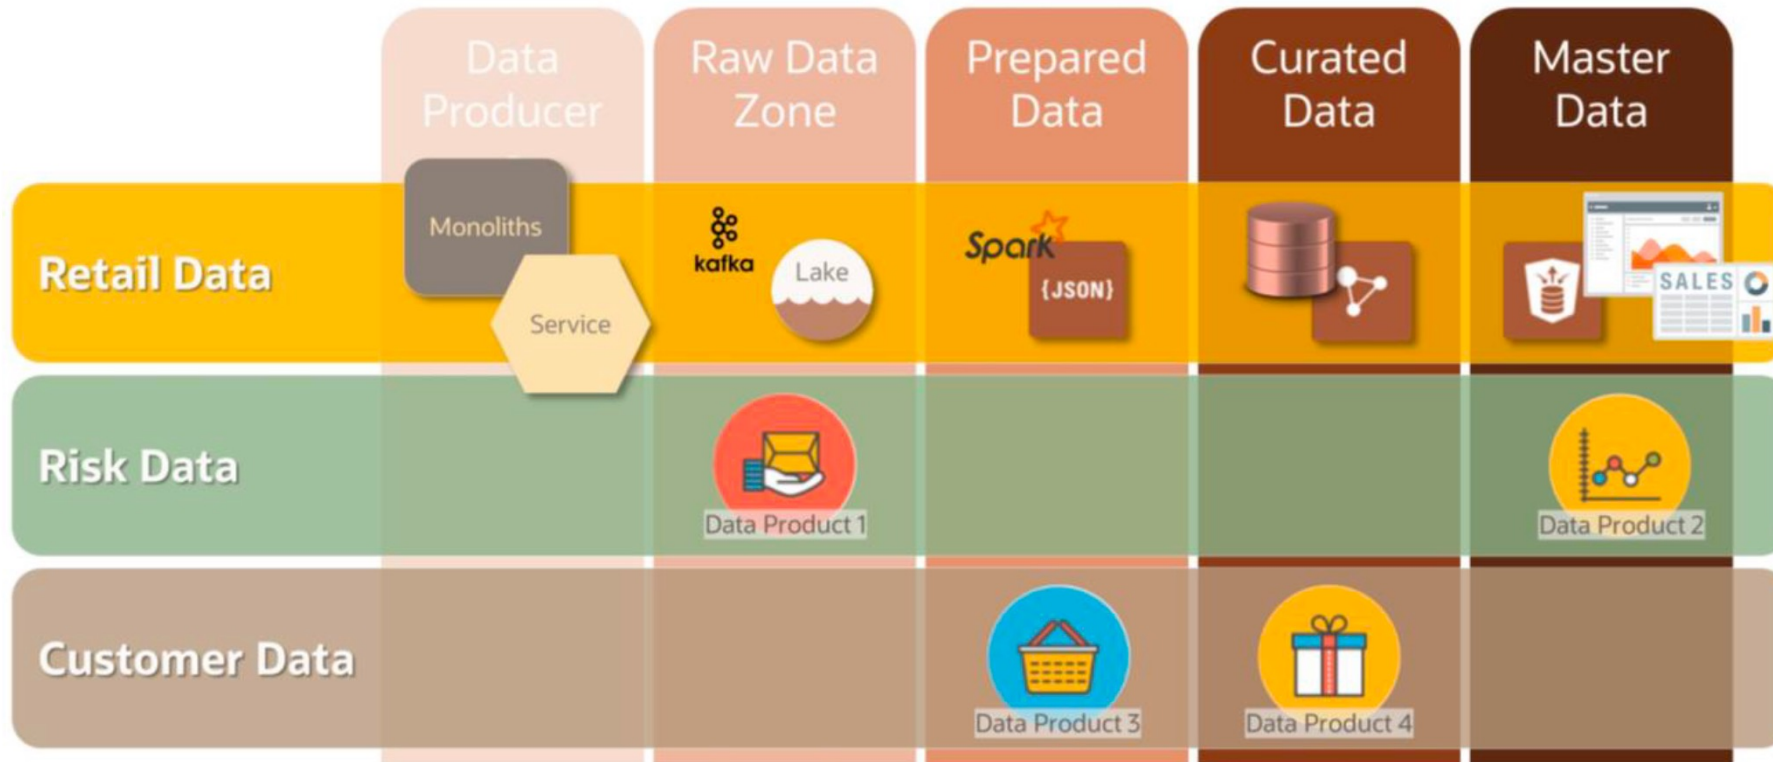 Data
Producer
Raw Data
Zone
Prepared
Data
Curated
Data
Master
Data
Retail Data
Monoliths
Service
kafka
Lake
Spark
{JSON}
SALES
Risk Data
Data Product 1
Data Product 2
Customer Data
Data Product 3
Data Product 4